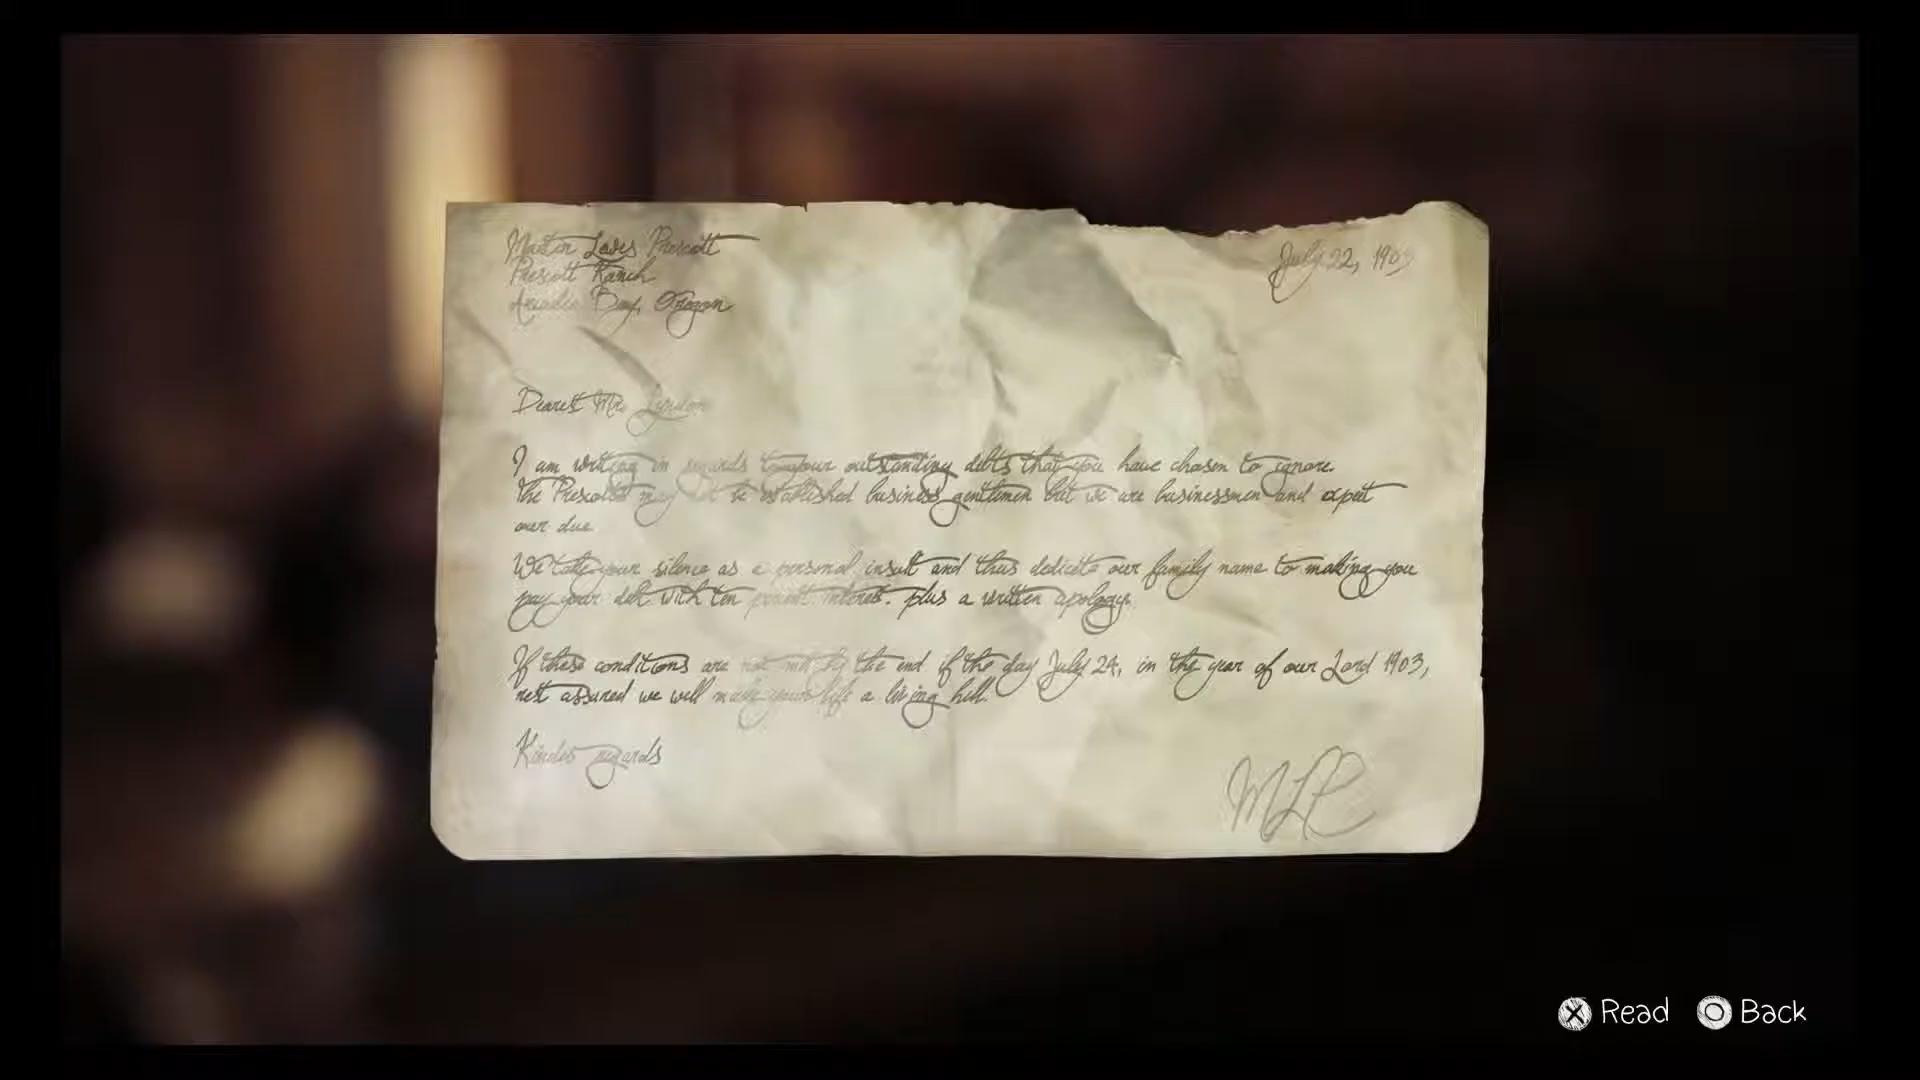 Martin Lewis Prescott
Prescott Ranch
Arcadia Bay, Oregon
July 22, 1903
Dearest Mr.
I am writing in regards to your outstanding debts that you have chosen to ignore.
The Prescotts may not be established business gentlemen but we are businessmen and expect
our due.
We take your silence as a personal insult and thus dedicate our family name to making you
pay your debt with ten percent interest. plus a written apology.
If these conditions are not met by the end if the day July 24, in the year of our Lord 1903,
rest assured we will make your life a living hell.
Kindes regards
MLP
Read
Back